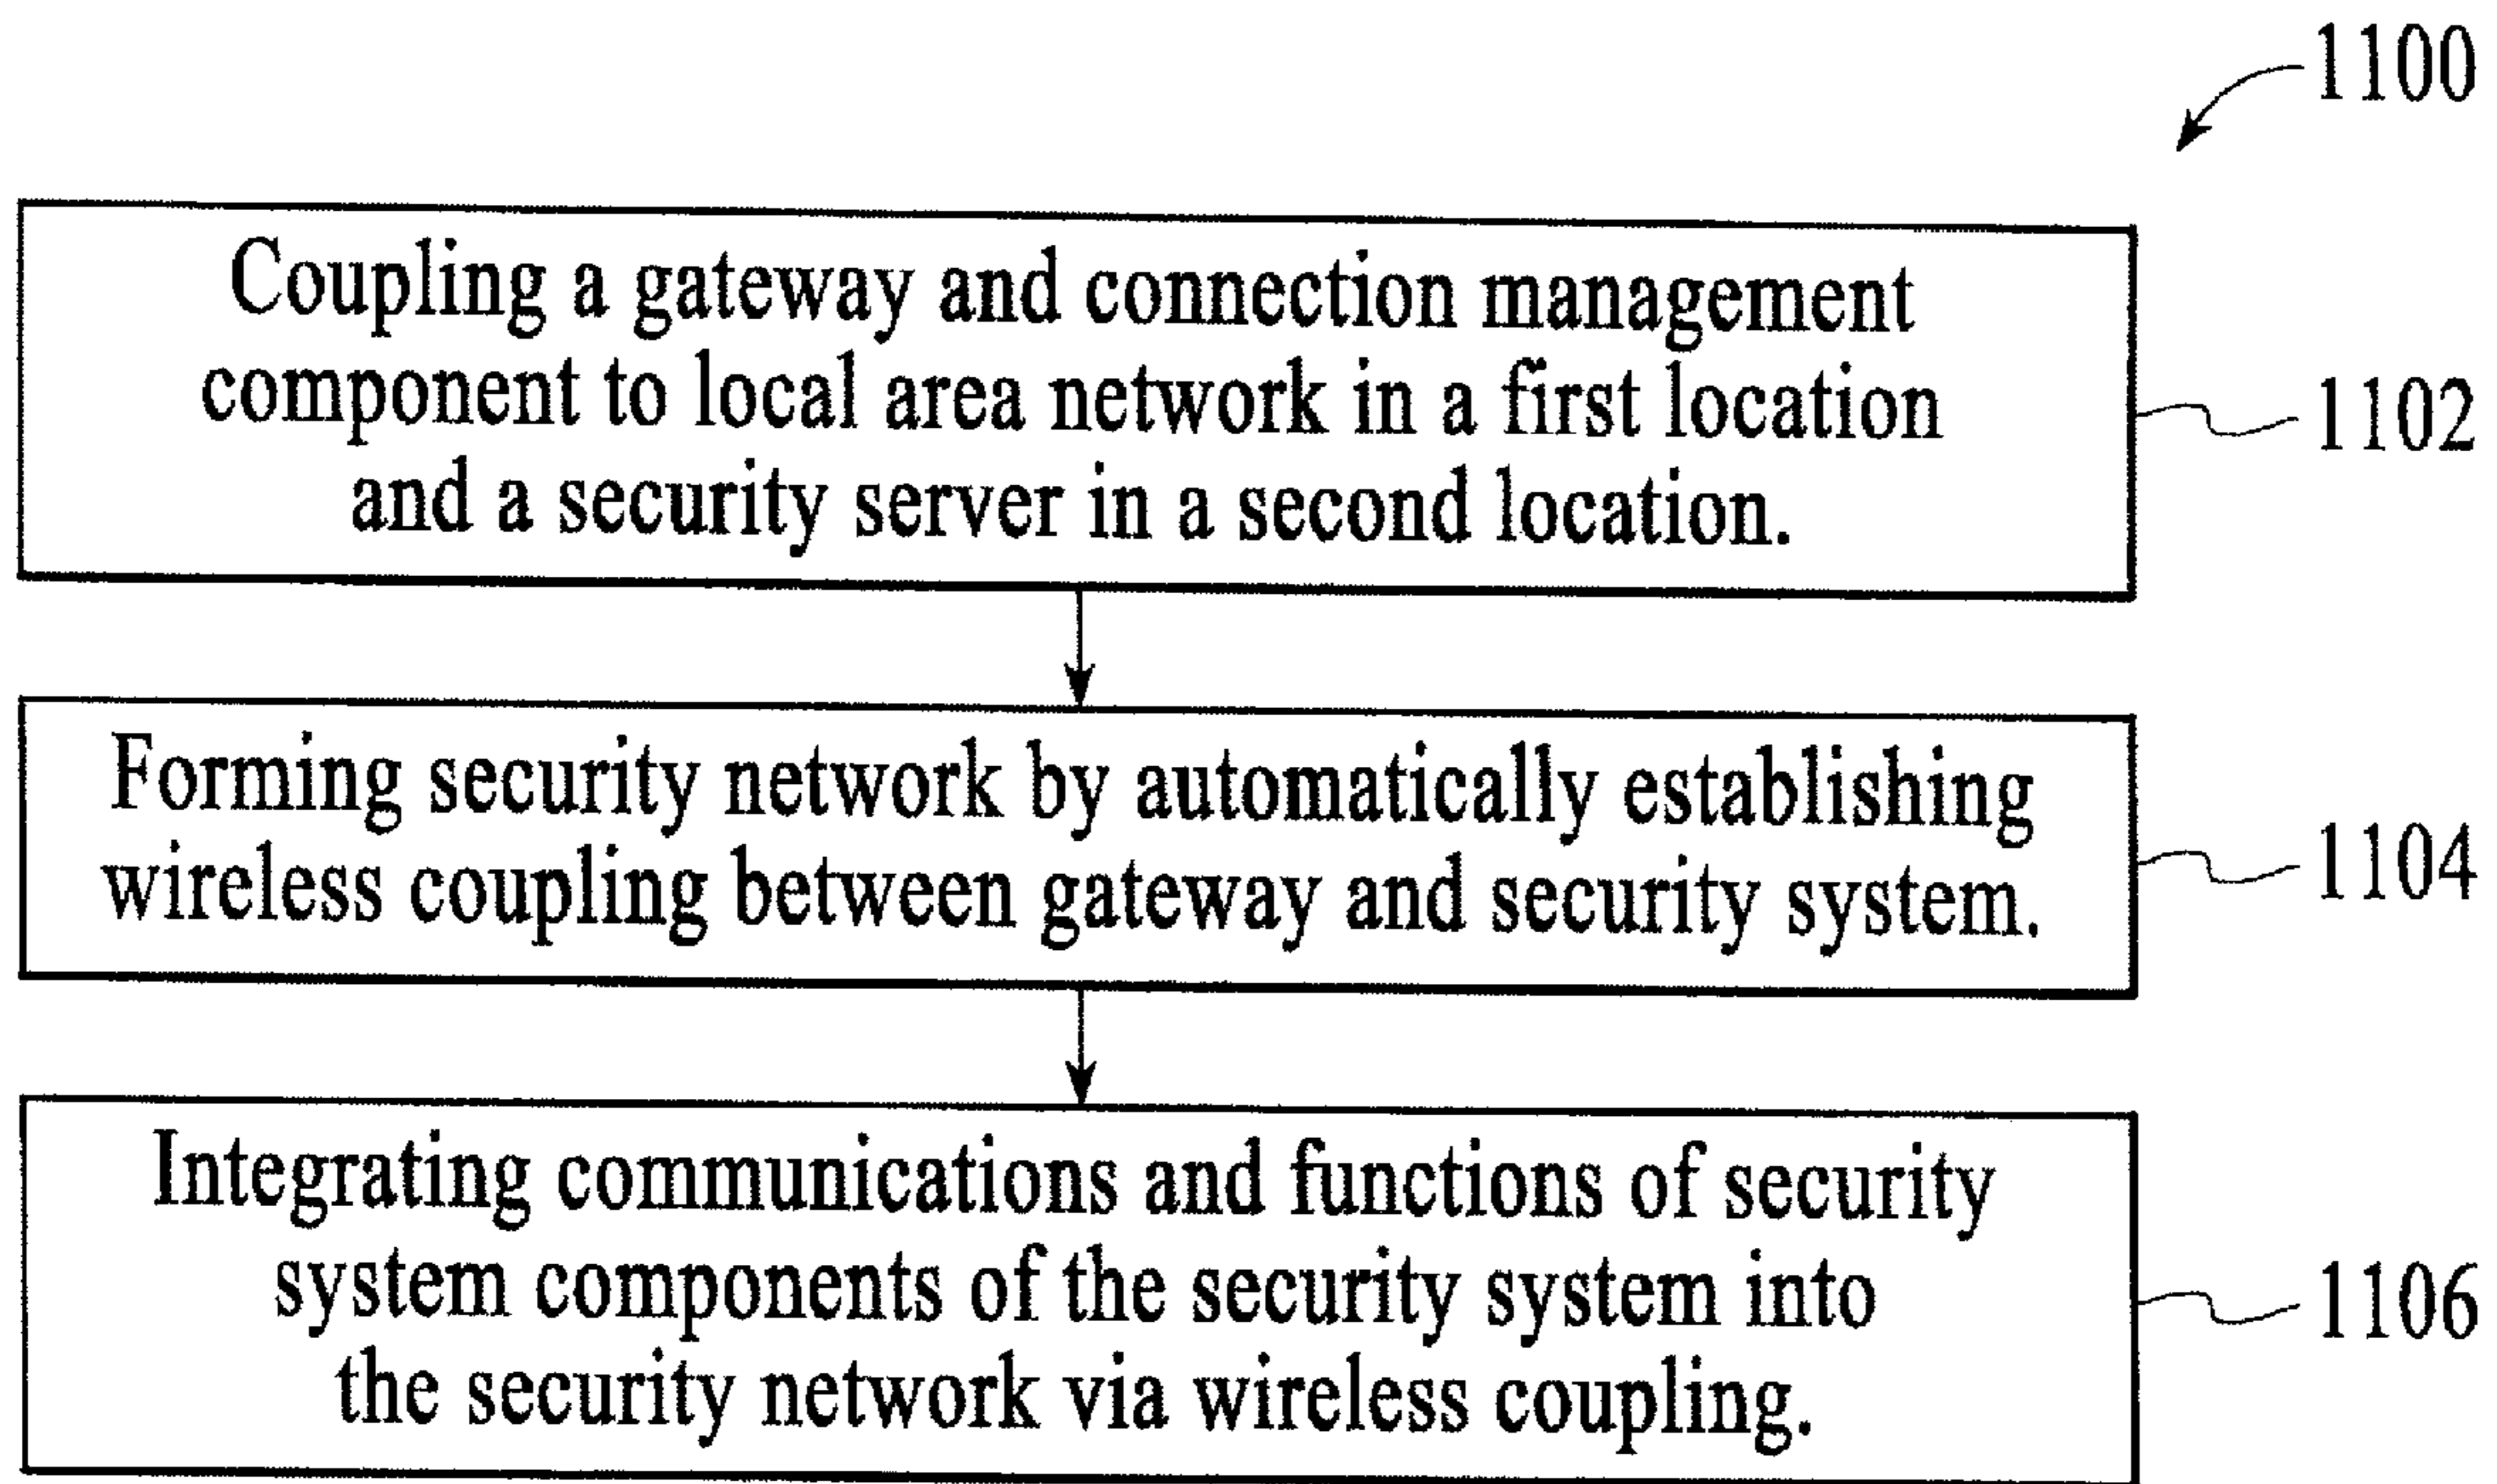 1100
Coupling a gateway and connection management
component to local area network in a first location
and a security server in a second location.
1102
Forming security network by automatically establishing
wireless coupling between gateway and security system.
1104
Integrating communications and functions of security
system components of the security system into
the security network via wireless coupling.
1106